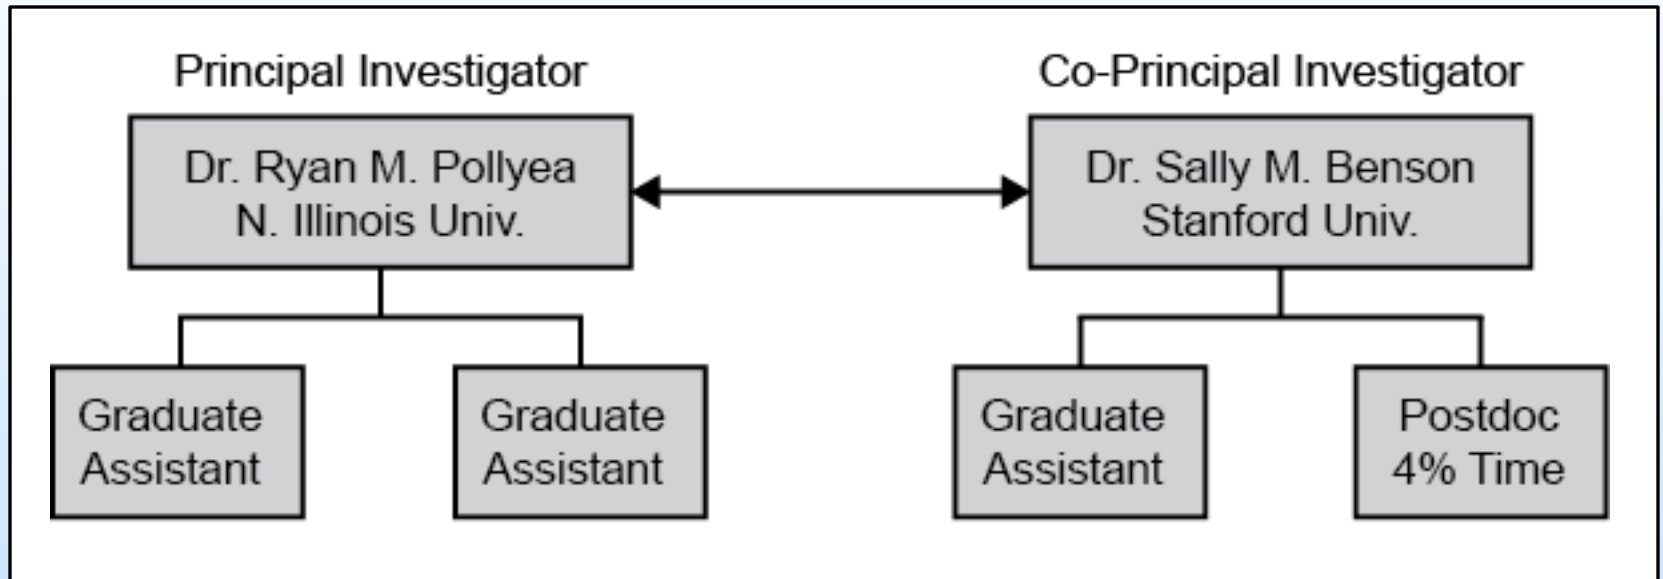 Principal Investigator
Co-Principal Investigator
Dr. Ryan M. Pollyea
N. Illinois Univ.
Dr. Sally M. Benson
Stanford Univ.
Graduate
Assistant
Graduate
Assistant
Graduate
Assistant
Postdoc
4% Time